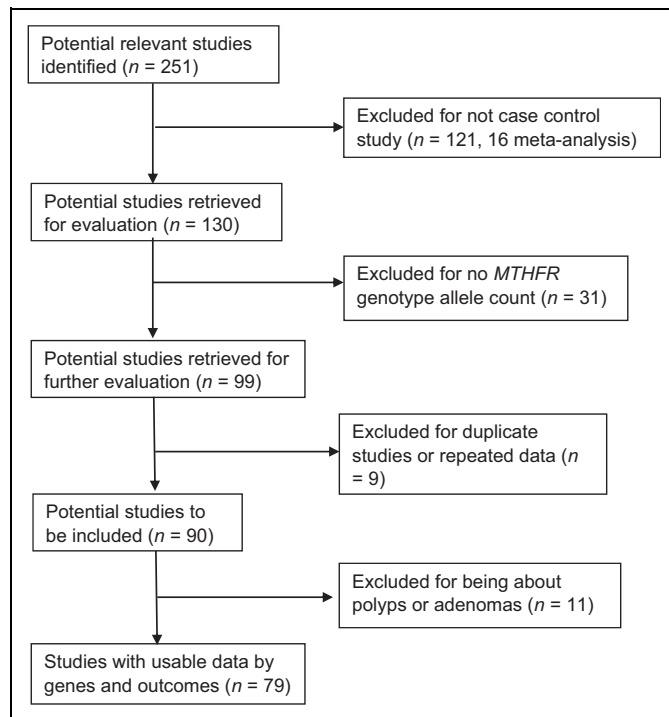 Potential relevant studies
identified (n = 251)
Excluded for not case control
study (n = 121, 16 meta-analysis)
Potential studies retrieved
for evaluation (n = 130)
Excluded for no MTHFR
genotype allele count (n = 31)
Potential studies retrieved for
further evaluation (n = 99)
Excluded for duplicate
studies or repeated data (n
= 9)
Potential studies to
be included (n = 90)
Excluded for being about
polyps or adenomas (n = 11)
Studies with usable data by
genes and outcomes (n = 79)